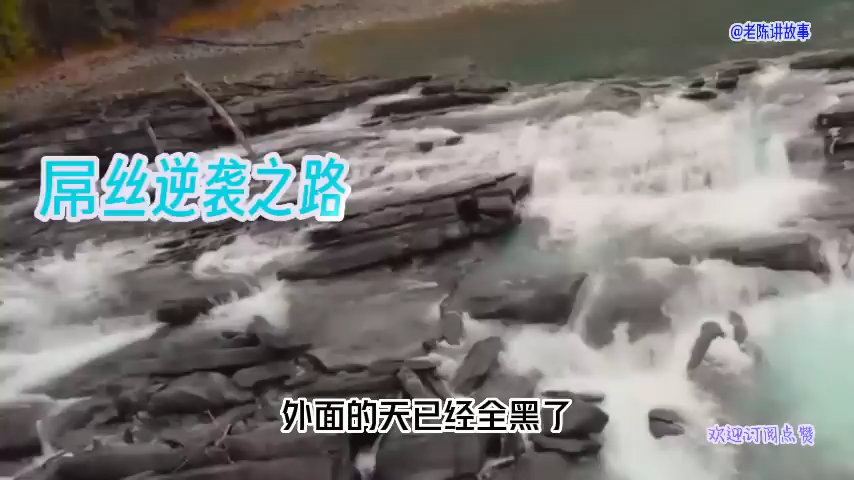 @老陈讲故事
屌丝逆袭之路
外面的天已经全黑了
欢迎订阅点赞